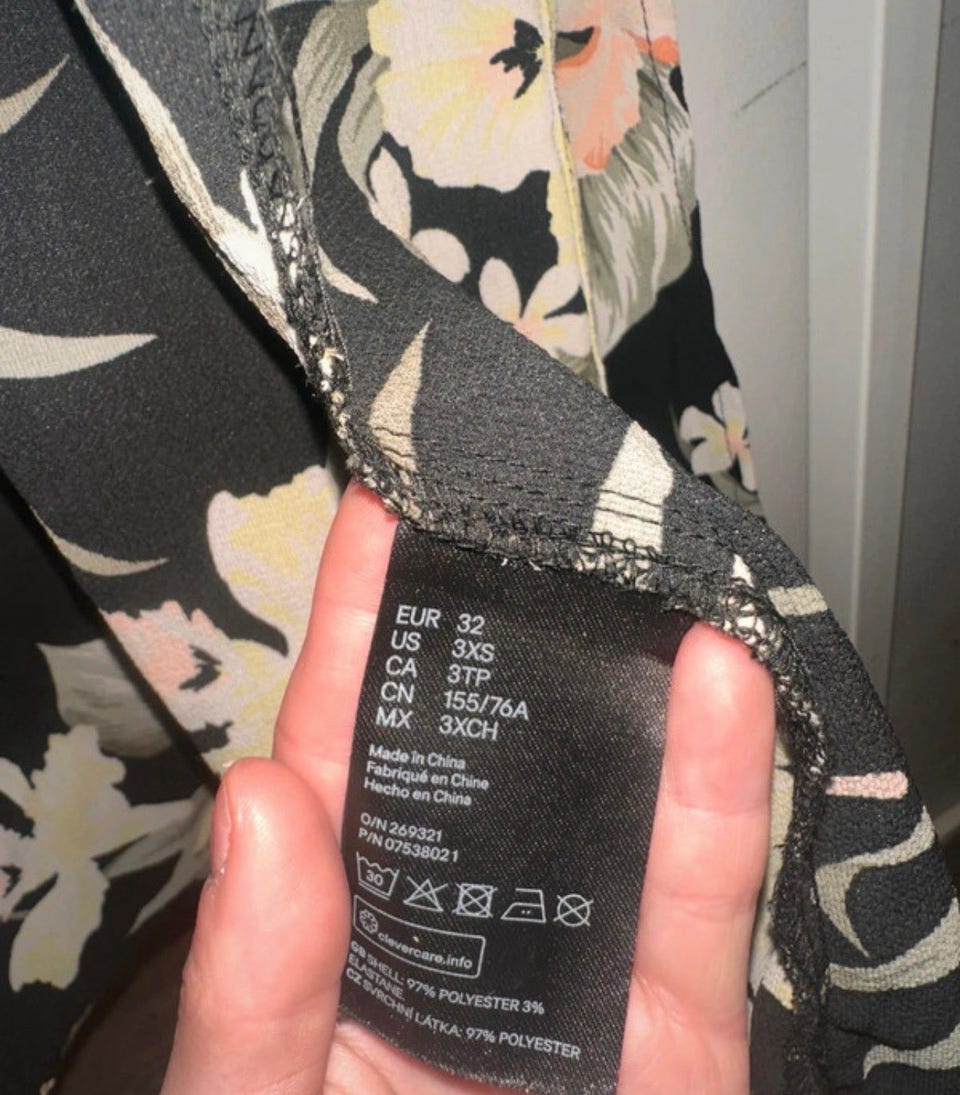 EUR 32
US 3XS
CA 3TP
CN 155/76A
MX 3XCH
Made in China
Fabriqué en Chine
Hecho en China
O/N 269321
P/N 07538021
30
clevercare.info
GB SHELL: 97% POLYESTER 3%
ELASTANE.
CZ SVRCHNÍ LÁTKA: 97% POLYESTER